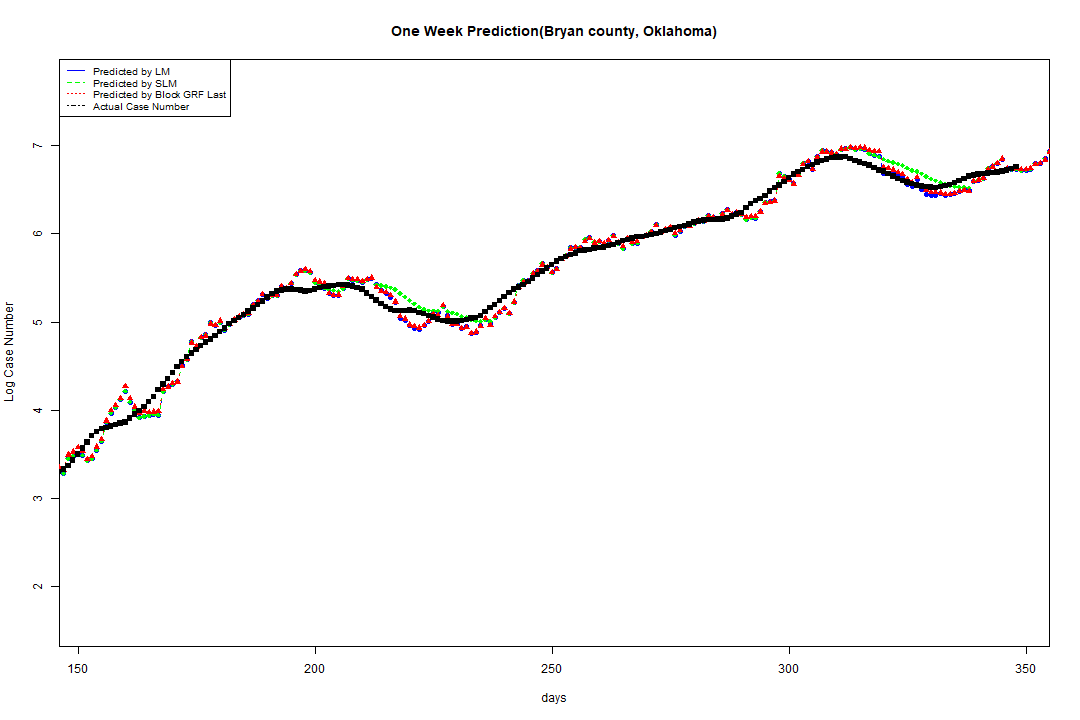 One Week Prediction(Bryan county, Oklahoma)
Predicted by LM
Predicted by SLM
Predicted by Block GRF Last
Actual Case Number
7
6
5
4
3
2
Log Case Number
150 200 250 300 350
days